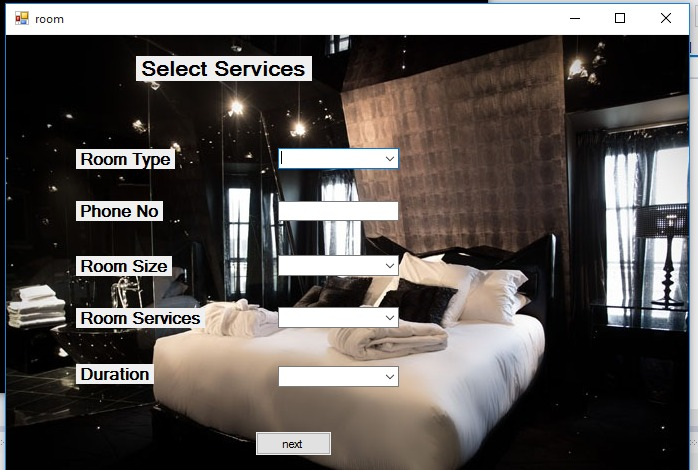 room
Select Services
Room Type
Phone No
Room Size
Room Services
Duration
next